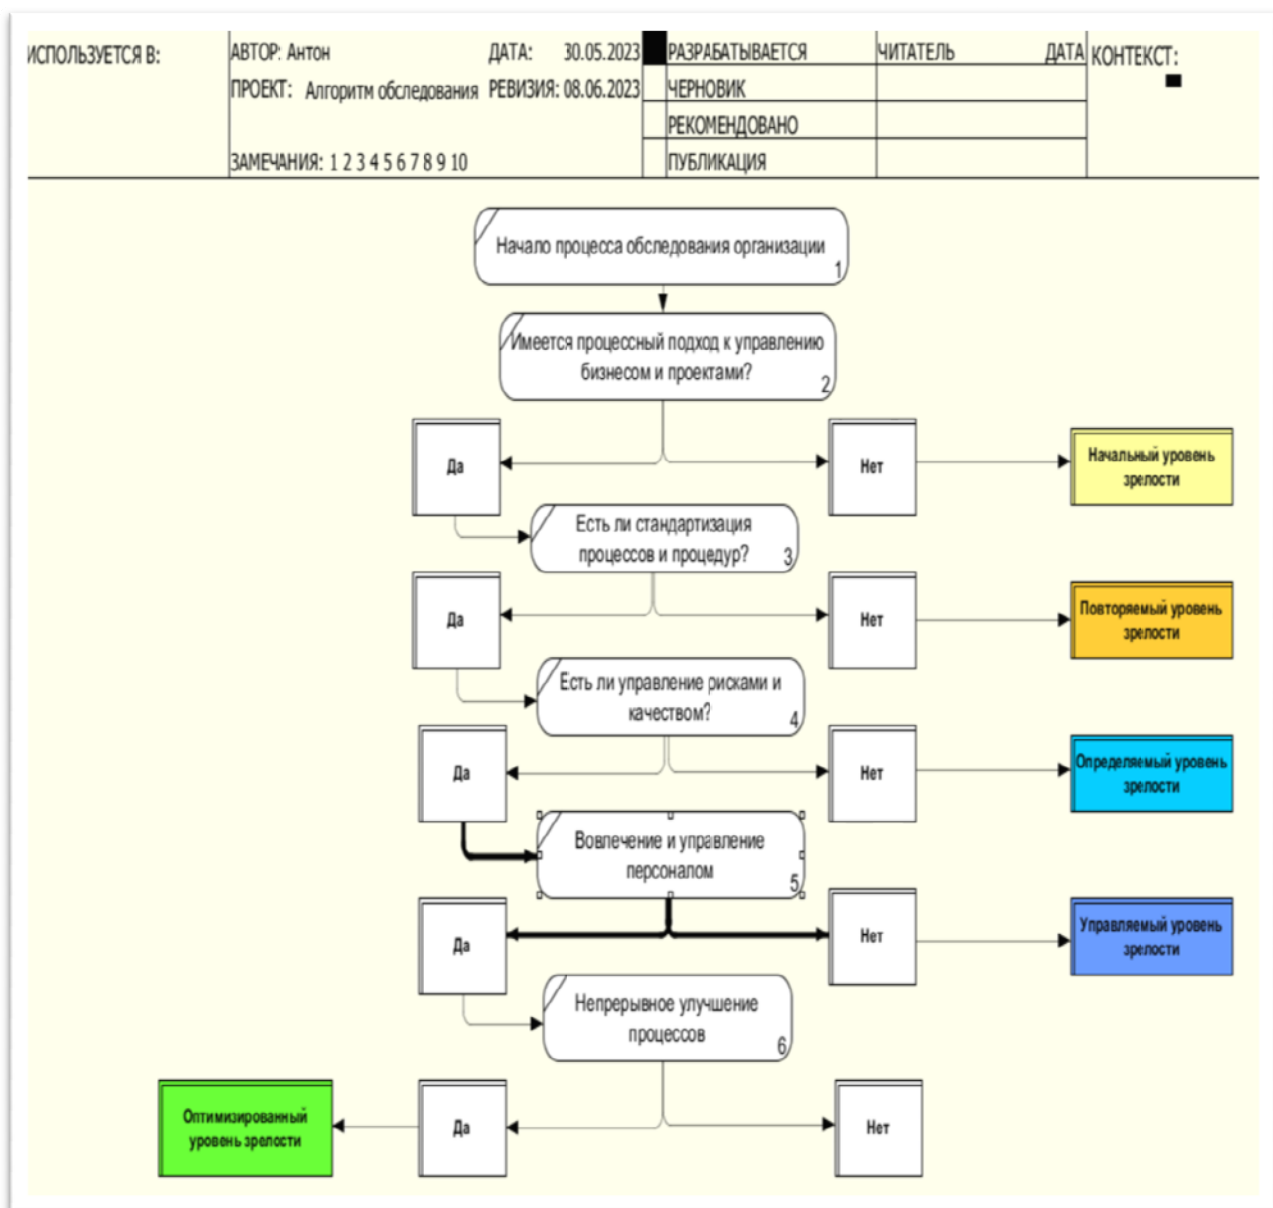 ИСПОЛЬЗУЕТСЯ В:
АВТОР: Антон
ДАТА: 30.05.2023
ПРОЕКТ: Алгоритм обследования
РЕВИЗИЯ: 08.06.2023
ЗАМЕЧАНИЯ: 1 2 3 4 5 6 7 8 9 10
РАЗРАБАТЫВАЕТСЯ
ЧЕРНОВИК
РЕКОМЕНДОВАНО
ПУБЛИКАЦИЯ
ЧИТАТЕЛЬ
ДАТА
КОНТЕКСТ:
Начало процесса обследования организации
1
Имеется процессный подход к управлению
бизнесом и проектами?
2
Да
Нет
Начальный уровень
зрелости
Есть ли стандартизация
процессов и процедур?
3
Да
Нет
Повторяемый уровень
зрелости
Есть ли управление рисками и
качеством?
4
Да
Нет
Определяемый уровень
зрелости
Вовлечение и управление
персоналом
5
Да
Нет
Управляемый уровень
зрелости
Непрерывное улучшение
процессов
6
Оптимизированный
уровень зрелости
Да
Нет